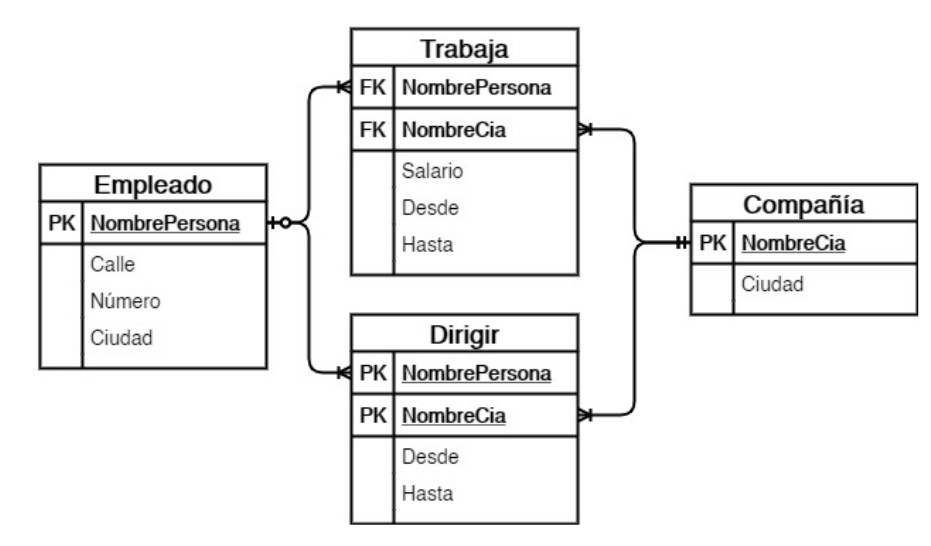 Trabaja
FK NombrePersona
FK NombreCia
Salario
Desde
Hasta
Empleado
PK NombrePersona
Calle
Número
Ciudad
Compañía
PK NombreCia
Ciudad
Dirigir
PK NombrePersona
PK NombreCia
Desde
Hasta